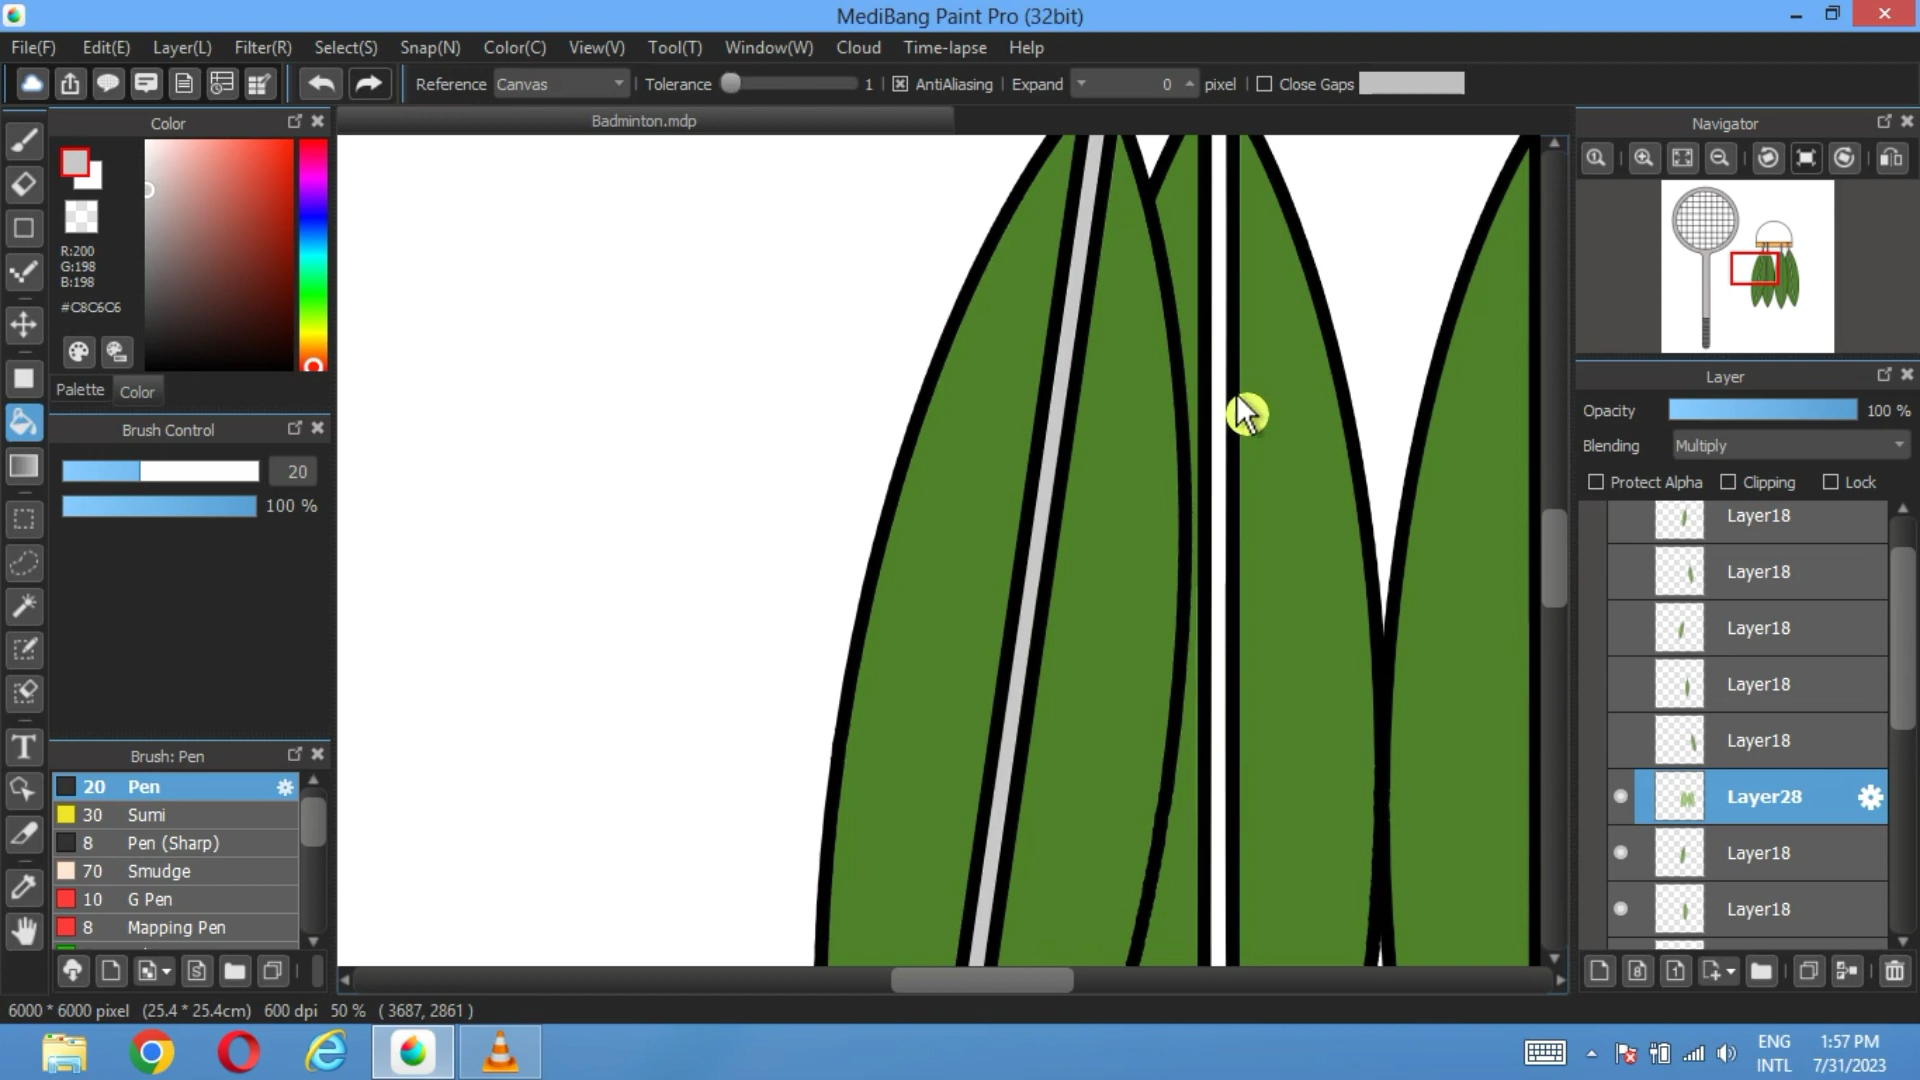 MediBang Paint Pro (32bit)
File(F) Edit(E) Layer(L) Filter(R) Select(S) Snap(N) Color(C) View(V) Tool(T) Window(W) Cloud Time-lapse Help
Reference Canvas Tolerance 1 AntiAliasing Expand 0 pixel Close Gaps
Color
Badminton.mdp
Navigator
R:200
G:198
B:198
#C8C6C6
Palette Color
Brush Control
20
100 %
Brush: Pen
20 Pen
30 Sumi
8 Pen (Sharp)
70 Smudge
10 G Pen
8 Mapping Pen
Layer
Opacity 100 %
Blending Multiply
Protect Alpha Clipping Lock
Layer18
Layer18
Layer18
Layer18
Layer18
Layer28
Layer18
Layer18
6000 * 6000 pixel (25.4 * 25.4cm) 600 dpi 50 % ( 3687, 2861 )
ENG 1:57 PM
INTL 7/31/2023